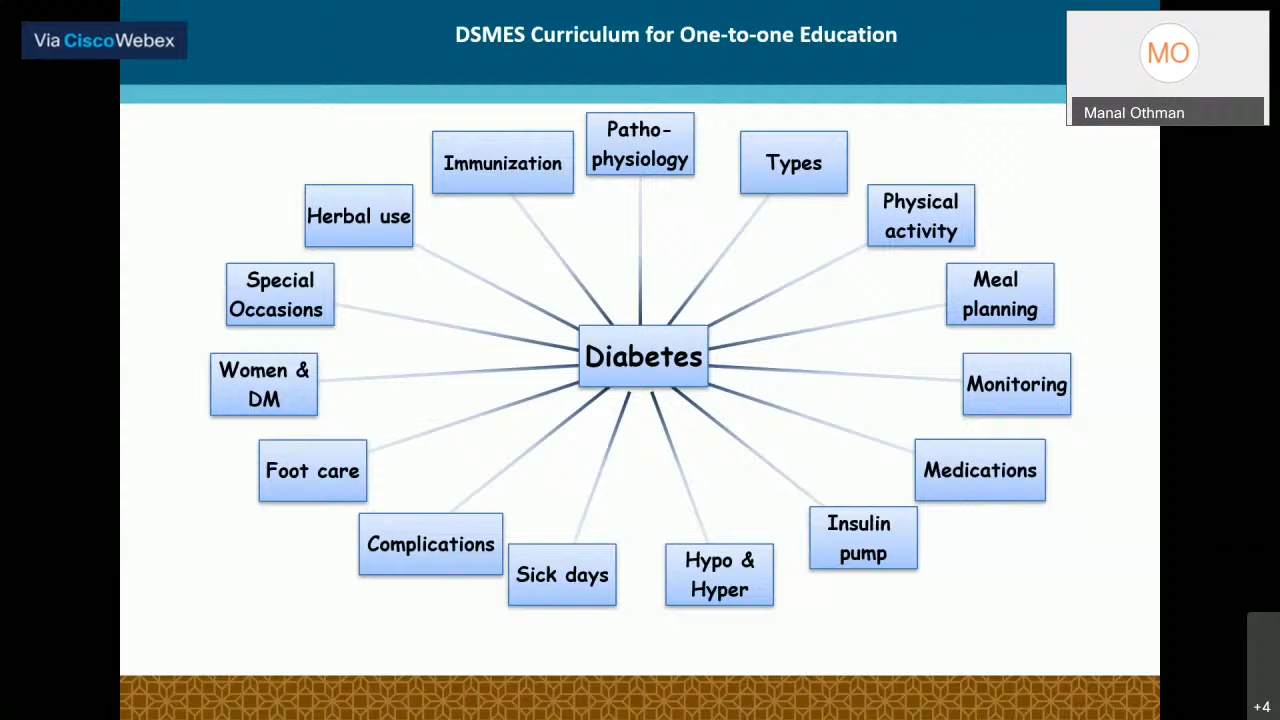 Via CiscoWebex
DSMES Curriculum for One-to-one Education
MO
Manal Othman
Patho-
physiology
Types
Physical
activity
Meal
planning
Monitoring
Medications
Insulin
pump
Hypo &
Hyper
Sick days
Complications
Foot care
Women &
DM
Special
Occasions
Herbal use
Immunization
Diabetes
+4